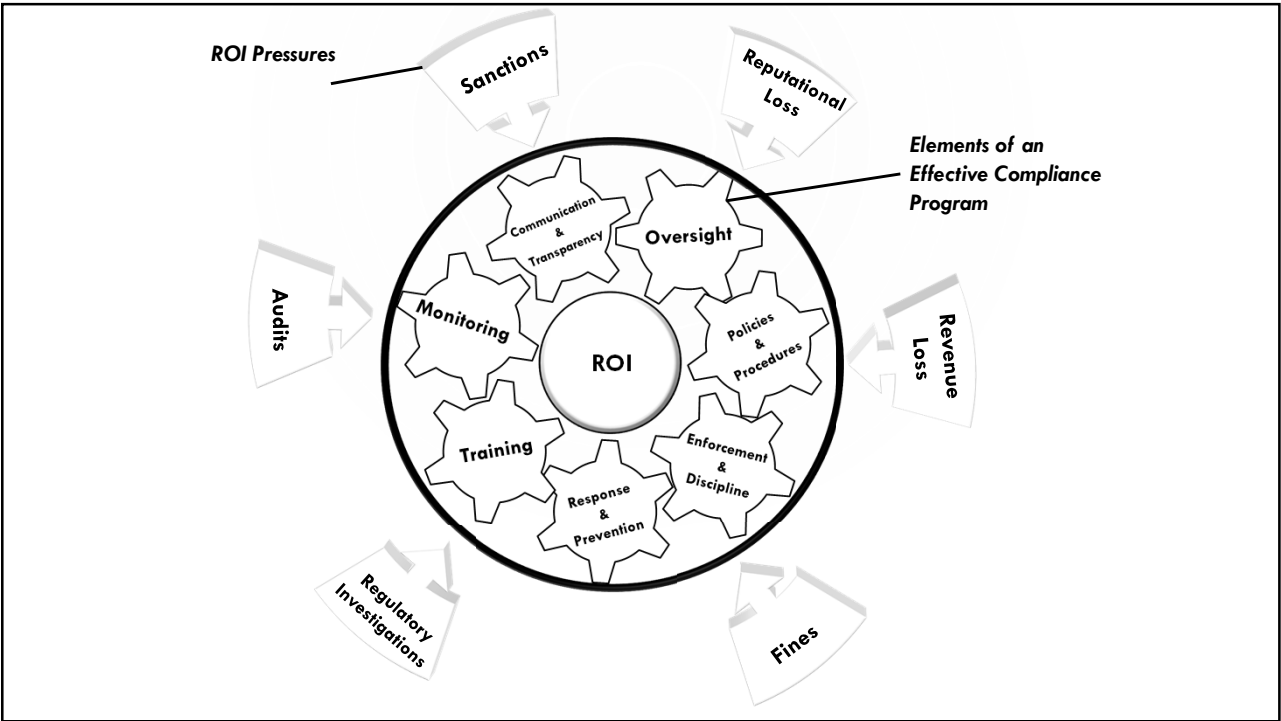 ROI Pressures
Sanctions
Reputational
Loss
Elements of an
Effective Compliance
Program
Communication
&
Transparency
Oversight
Audits
Monitoring
Policies
&
Procedures
Revenue
Loss
ROI
Training
Enforcement
&
Discipline
Response
&
Prevention
Regulatory
Investigations
Fines